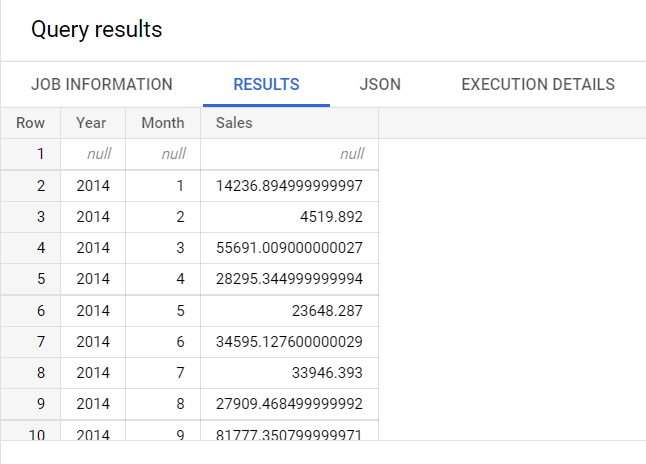 Query results
JOB INFORMATION RESULTS JSON EXECUTION DETAILS
Row Year Month Sales
1 null null null
2 2014 1 14236.894999999997
3 2014 2 4519.892
4 2014 3 55691.009000000027
5 2014 4 28295.344999999994
6 2014 5 23648.287
7 2014 6 34595.127600000029
8 2014 7 33946.393
9 2014 8 27909.468499999992
10 2014 9 81777.350799999971